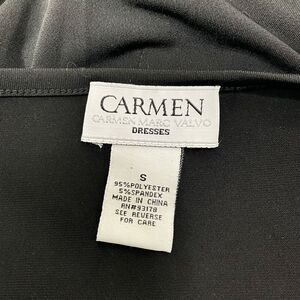 CARMEN
CARMEN MARC VALVO
DRESSES
S
95%POLYESTER
5%SPANDEX
MADE IN CHINA
RN#93178
SEE REVERSE
FOR CARE